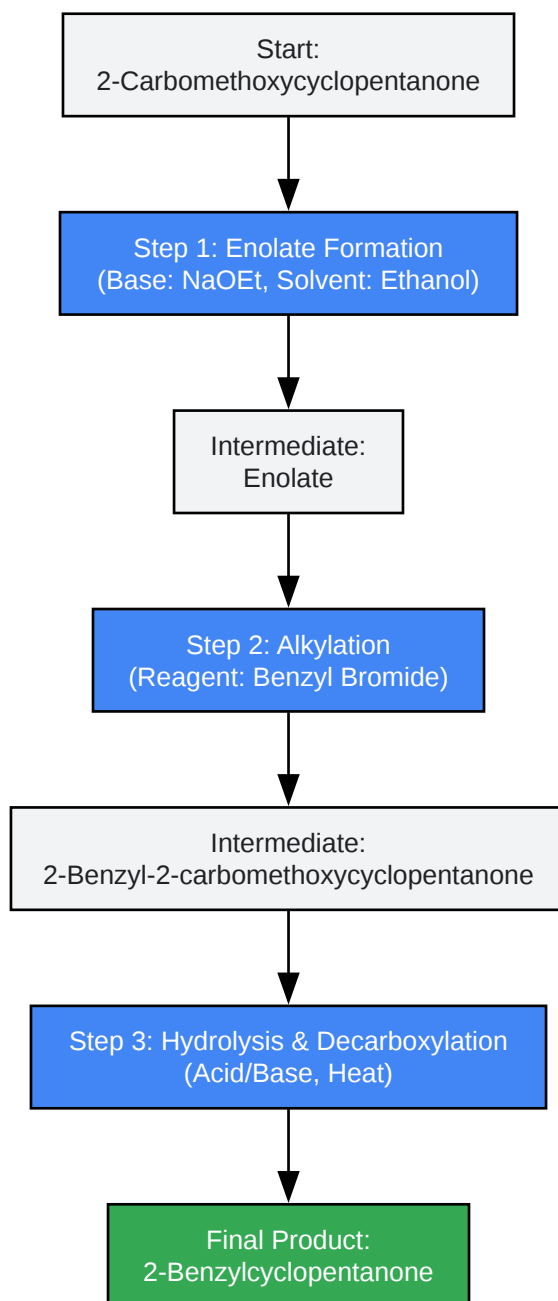 Start:
2-Carbomethoxycyclopentanone
Step 1: Enolate Formation
(Base: NaOEt, Solvent: Ethanol)
Intermediate:
Enolate
Step 2: Alkylation
(Reagent: Benzyl Bromide)
Intermediate:
2-Benzyl-2-carbomethoxycyclopentanone
Step 3: Hydrolysis & Decarboxylation
(Acid/Base, Heat)
Final Product:
2-Benzylcyclopentanone